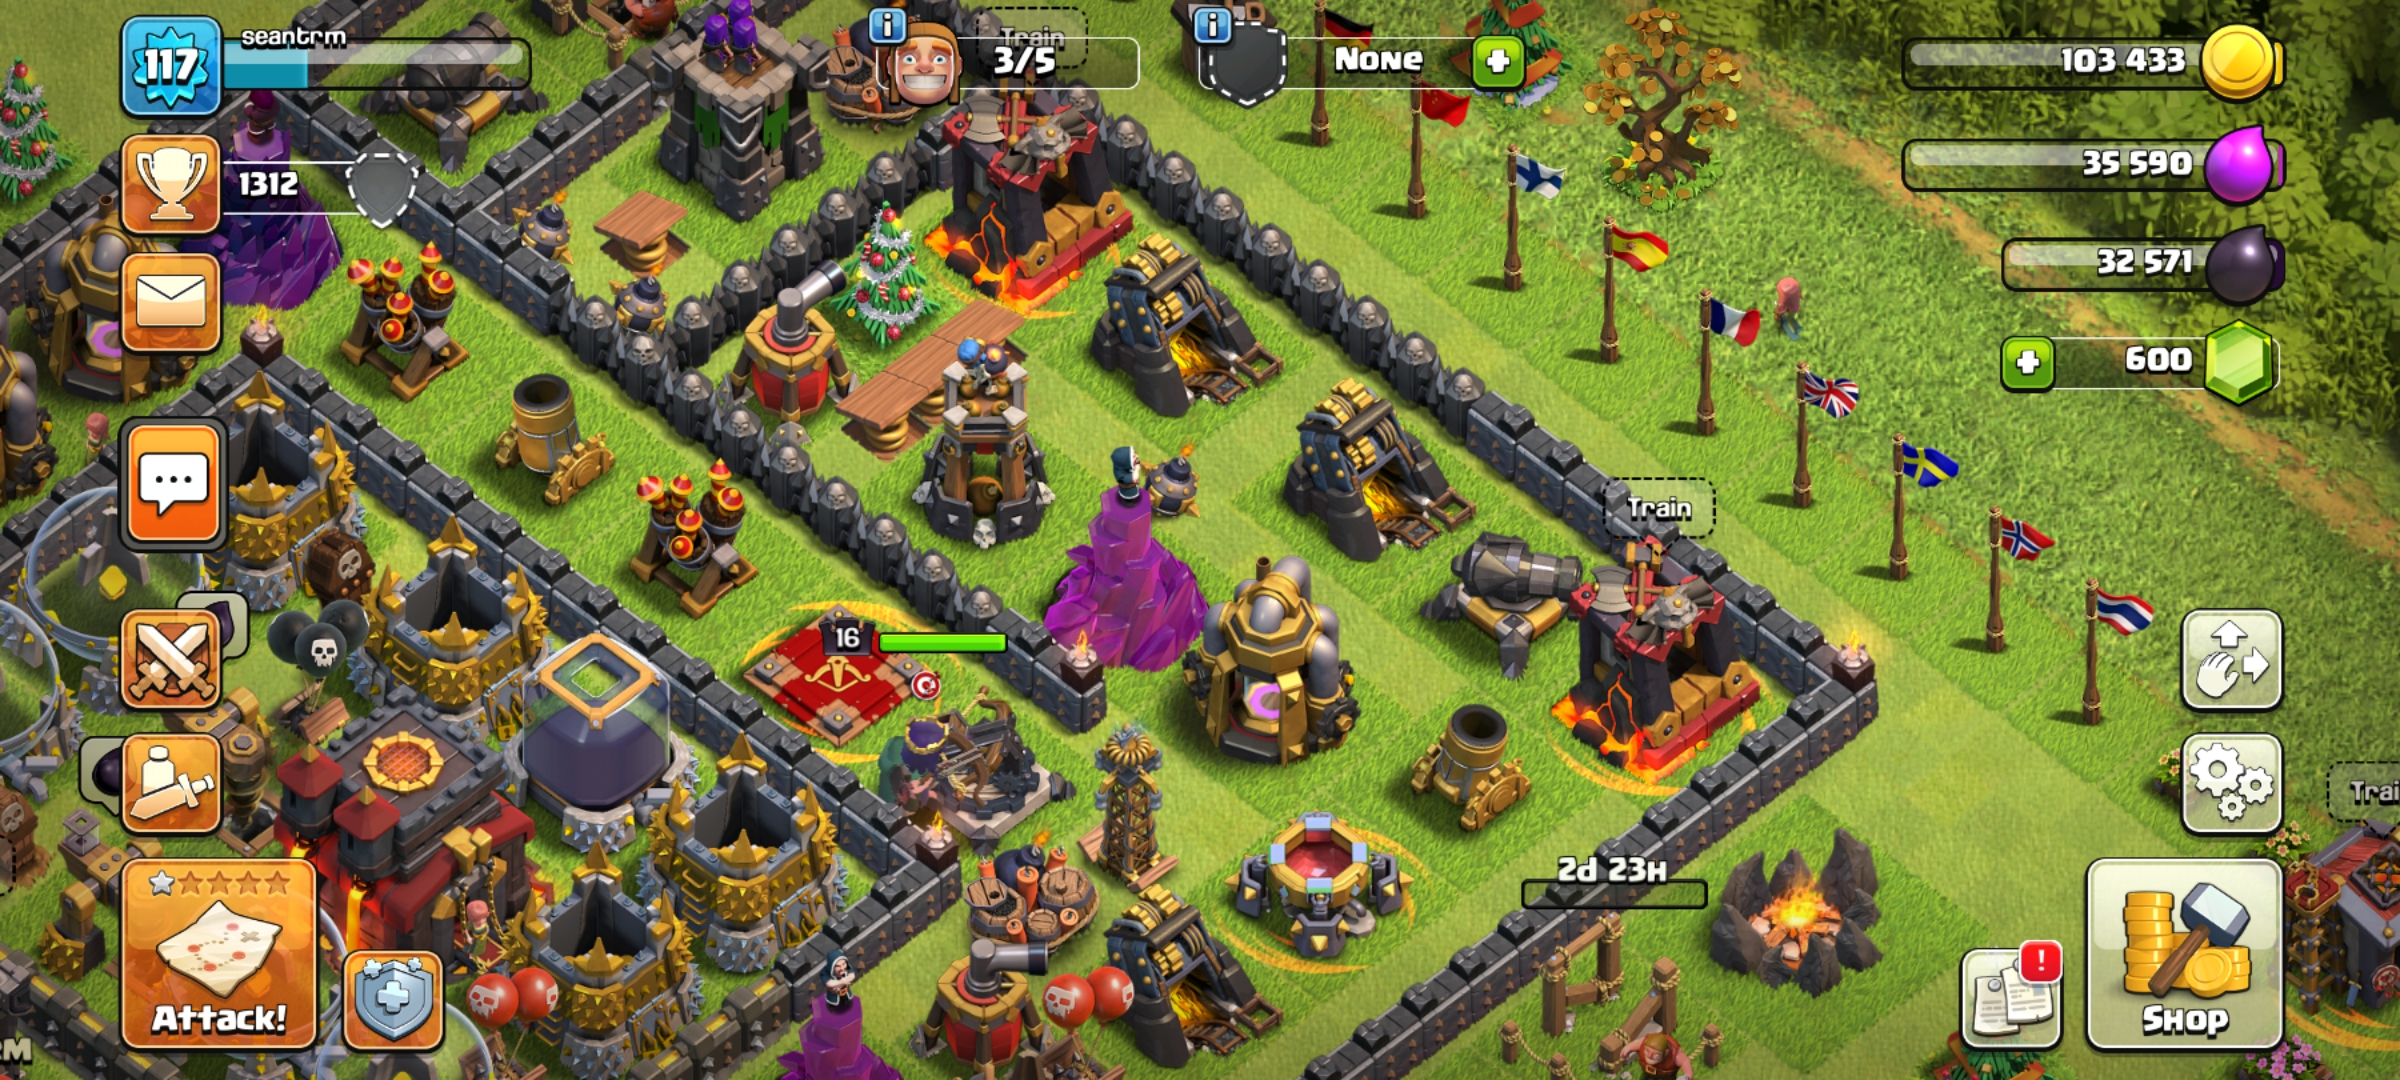 117
seantrm
Train
3/5
None
103 433
1312
35 590
32 571
600
Train
16
2d 23h
Attack!
Shop
!